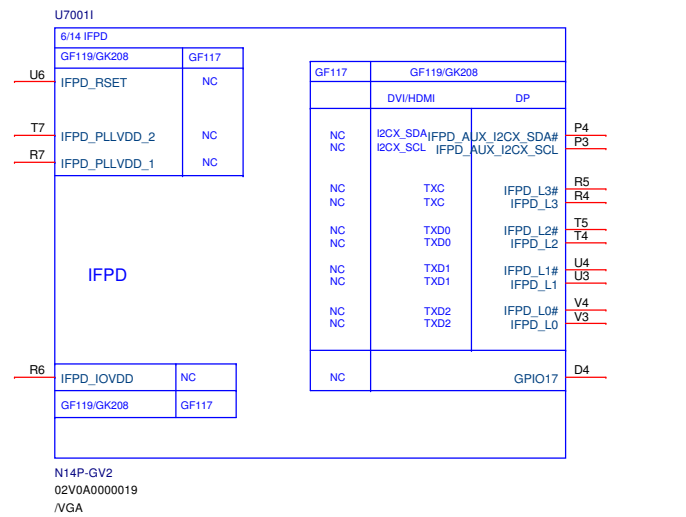 U7001I
6/14 IFPD
GF119/GK208 GF117
U6 IFPD_RSET NC
T7 IFPD_PLLVDD_2 NC
R7 IFPD_PLLVDD_1 NC
GF117 GF119/GK208
DVI/HDMI DP
NC I2CX_SDA IFPD_AUX_I2CX_SDA# P4
NC I2CX_SCL IFPD_AUX_I2CX_SCL P3
NC TXC IFPD_L3# R5
NC TXC IFPD_L3 R4
NC TXD0 IFPD_L2# T5
NC TXD0 IFPD_L2 T4
IFPD
NC TXD1 IFPD_L1# U4
NC TXD1 IFPD_L1 U3
NC TXD2 IFPD_L0# V4
NC TXD2 IFPD_L0 V3
R6 IFPD_IOVDD NC
NC GPIO17 D4
GF119/GK208 GF117
N14P-GV2
02V0A0000019
/VGA